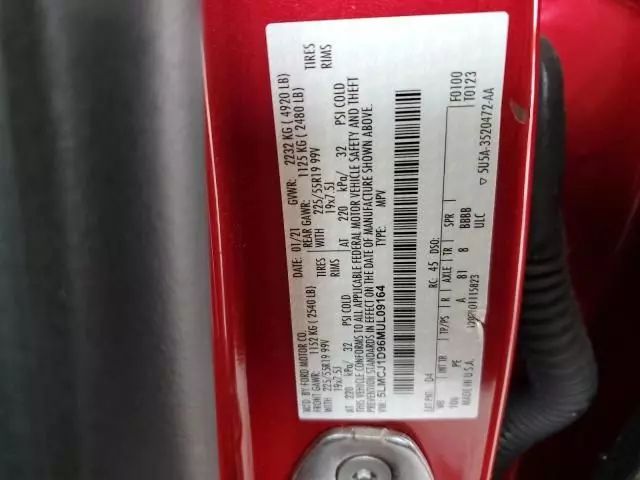 MFD. BY FORD MOTOR CO.
DATE: 01/21 GVWR: 2232 KG ( 4920 LB)
FRONT GAWR: 1152 KG ( 2540 LB) REAR GAWR: 1125 KG ( 2480 LB)
WITH 225/55R19 99V TIRES WITH 225/55R19 99V TIRES
19x7.5J RIMS 19x7.5J RIMS
AT 220 kPa/ 32 PSI COLD AT 220 kPa/ 32 PSI COLD
THIS VEHICLE CONFORMS TO ALL APPLICABLE FEDERAL MOTOR VEHICLE SAFETY AND THEFT
PREVENTION STANDARDS IN EFFECT ON THE DATE OF MANUFACTURE SHOWN ABOVE.
VIN: 5LMCJ1D96MUL09164 TYPE: MPV
F0100
T0123
EXT PNT: D4 RC: 45 DSO:
WB INT TR TP/PS R AXLE TR SPR
106 PE A 81 8 BBBB
MADE IN U.S.A. ULC
▽ 5U5A-3520472-AA